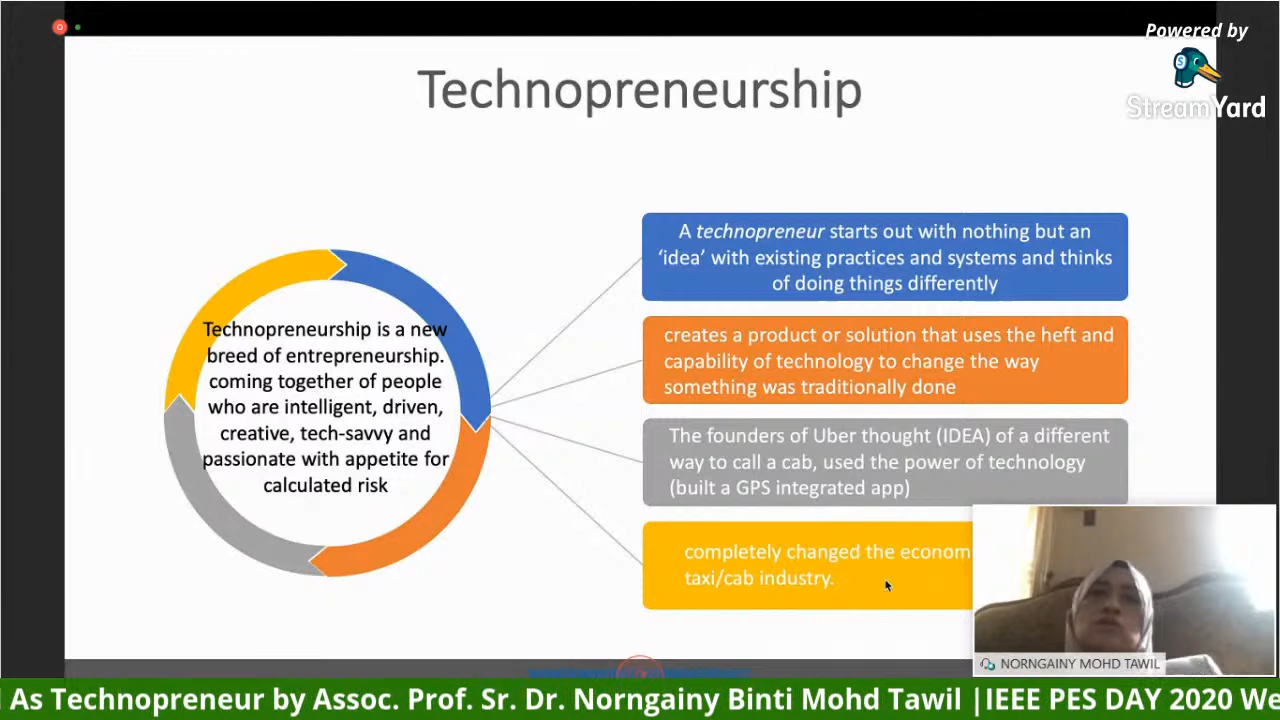 Powered by
StreamYard
Technopreneurship
Technopreneurship is a new
breed of entrepreneurship.
coming together of people
who are intelligent, driven,
creative, tech-savvy and
passionate with appetite for
calculated risk
A technopreneur starts out with nothing but an
‘idea’ with existing practices and systems and thinks
of doing things differently
creates a product or solution that uses the heft and
capability of technology to change the way
something was traditionally done
The founders of Uber thought (IDEA) of a different
way to call a cab, used the power of technology
(built a GPS integrated app)
completely changed the econom
taxi/cab industry.
NORNGAINY MOHD TAWIL
As Technopreneur by Assoc. Prof. Sr. Dr. Norngainy Binti Mohd Tawil |IEEE PES DAY 2020 We